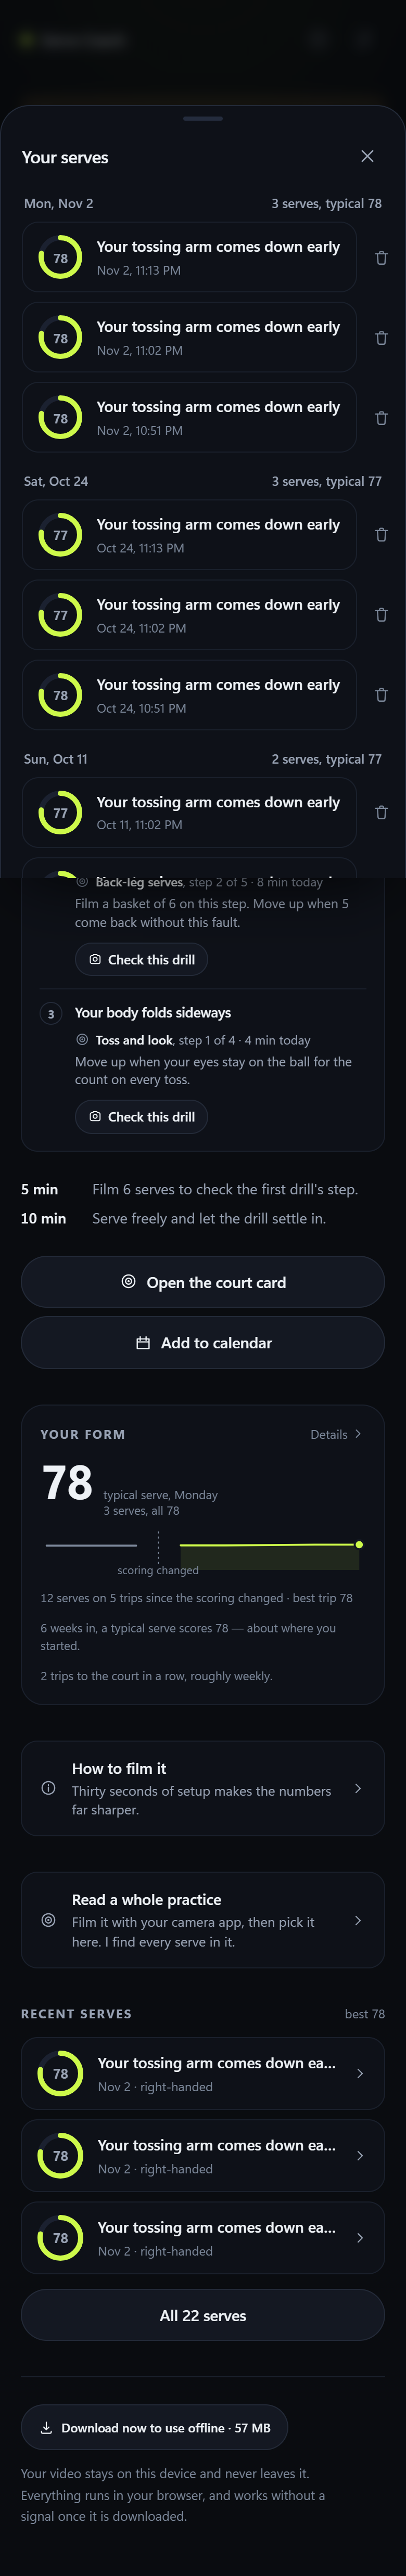 Your serves
Mon, Nov 2
3 serves, typical 78
78
Your tossing arm comes down early
Nov 2, 11:13 PM
78
Your tossing arm comes down early
Nov 2, 11:02 PM
78
Your tossing arm comes down early
Nov 2, 10:51 PM
Sat, Oct 24
3 serves, typical 77
77
Your tossing arm comes down early
Oct 24, 11:13 PM
77
Your tossing arm comes down early
Oct 24, 11:02 PM
78
Your tossing arm comes down early
Oct 24, 10:51 PM
Sun, Oct 11
2 serves, typical 77
77
Your tossing arm comes down early
Oct 11, 11:02 PM
Back-leg serves, step 2 of 5 · 8 min today
Film a basket of 6 on this step. Move up when 5
come back without this fault.
Check this drill
3
Your body folds sideways
Toss and look, step 1 of 4 · 4 min today
Move up when your eyes stay on the ball for the
count on every toss.
Check this drill
5 min
Film 6 serves to check the first drill's step.
10 min
Serve freely and let the drill settle in.
Open the court card
Add to calendar
YOUR FORM
Details
78
typical serve, Monday
3 serves, all 78
scoring changed
12 serves on 5 trips since the scoring changed · best trip 78
6 weeks in, a typical serve scores 78 — about where you
started.
2 trips to the court in a row, roughly weekly.
How to film it
Thirty seconds of setup makes the numbers
far sharper.
Read a whole practice
Film it with your camera app, then pick it
here. I find every serve in it.
RECENT SERVES
best 78
78
Your tossing arm comes down ea...
Nov 2 · right-handed
78
Your tossing arm comes down ea...
Nov 2 · right-handed
78
Your tossing arm comes down ea...
Nov 2 · right-handed
All 22 serves
Download now to use offline · 57 MB
Your video stays on this device and never leaves it.
Everything runs in your browser, and works without a
signal once it is downloaded.